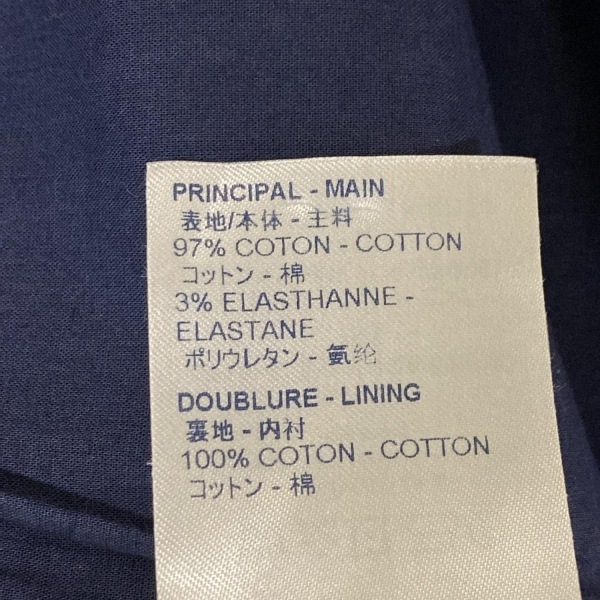 PRINCIPAL - MAIN
表地/本体 - 主料
97% COTON - COTTON
コットン - 棉
3% ELASTHANNE -
ELASTANE
ポリウレタン - 氨纶
DOUBLURE - LINING
裏地 - 内衬
100% COTON - COTTON
コットン - 棉